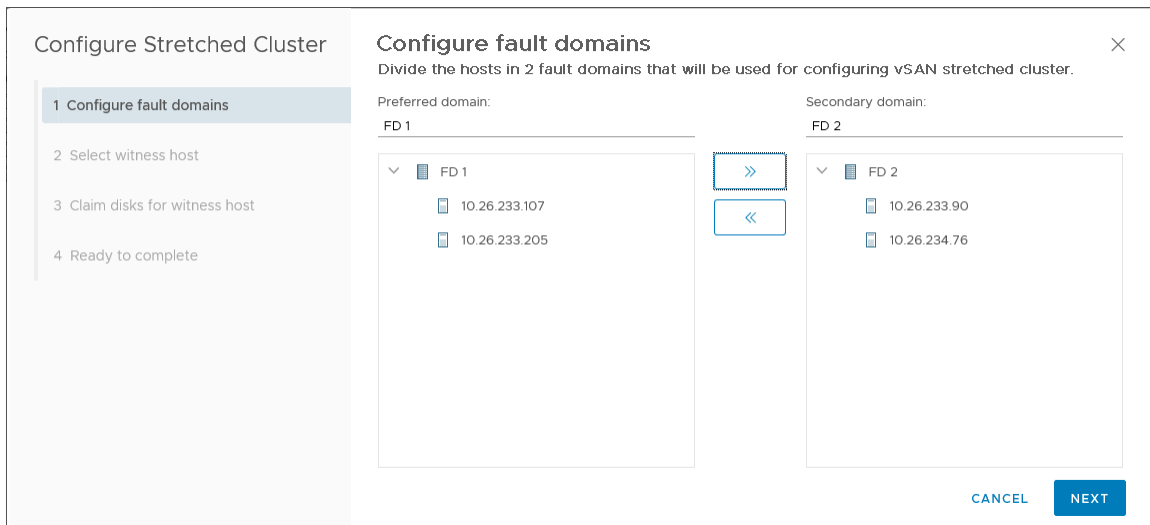 Configure Stretched Cluster
1 Configure fault domains
2 Select witness host
3 Claim disks for witness host
4 Ready to complete
Configure fault domains
Divide the hosts in 2 fault domains that will be used for configuring vSAN stretched cluster.
Preferred domain:
FD 1
FD 1
10.26.233.107
10.26.233.205
Secondary domain:
FD 2
FD 2
10.26.233.90
10.26.234.76
CANCEL
NEXT